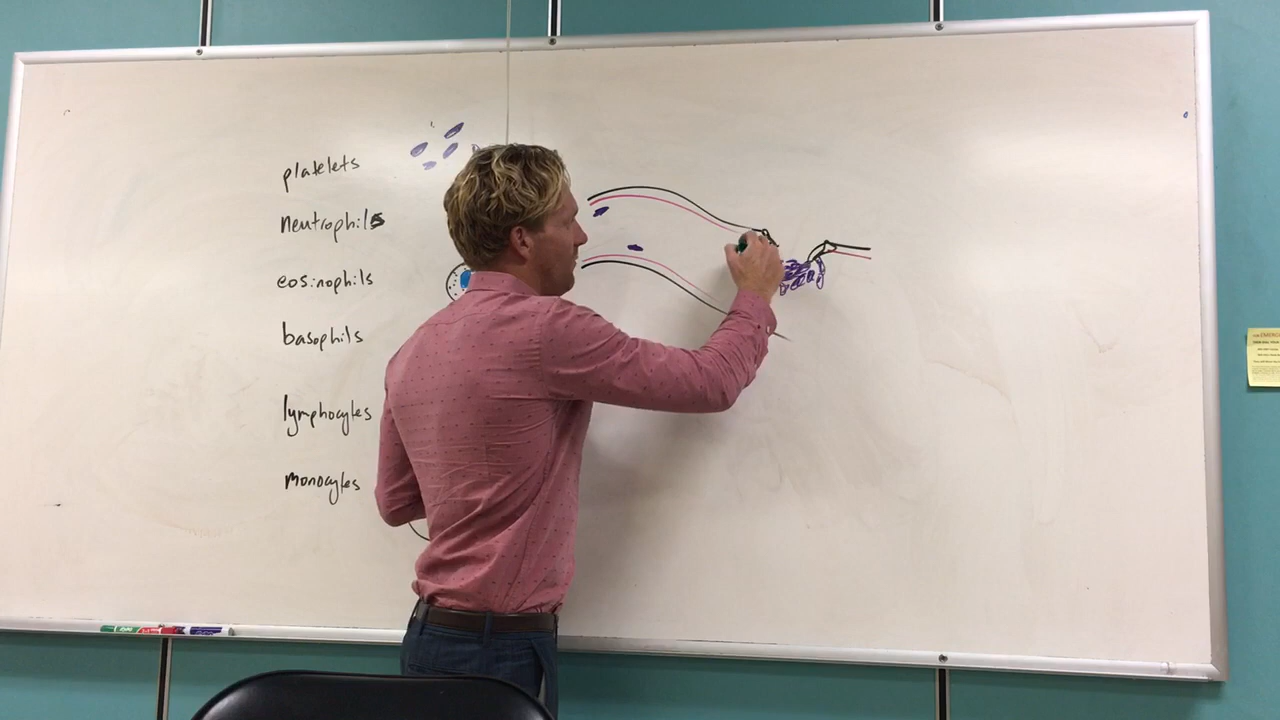 platelets
neutrophils
eosinophils
basophils
lymphocytes
monocytes